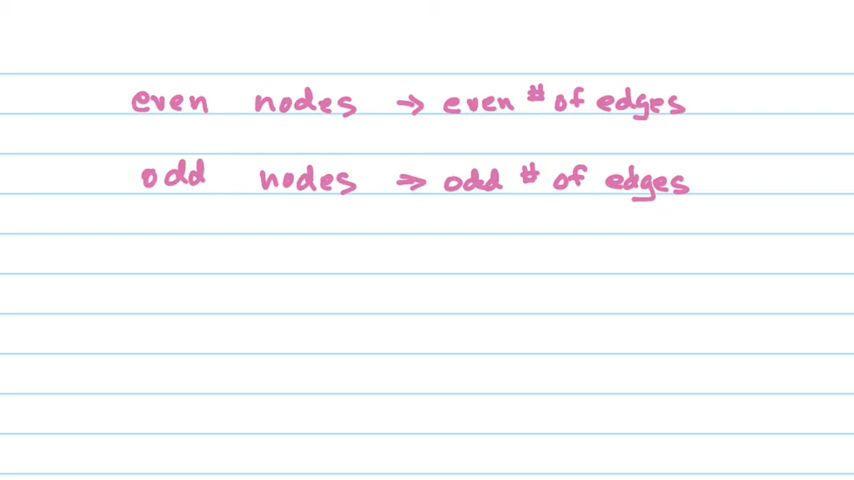 even nodes → even # of edges
odd nodes → odd # of edges